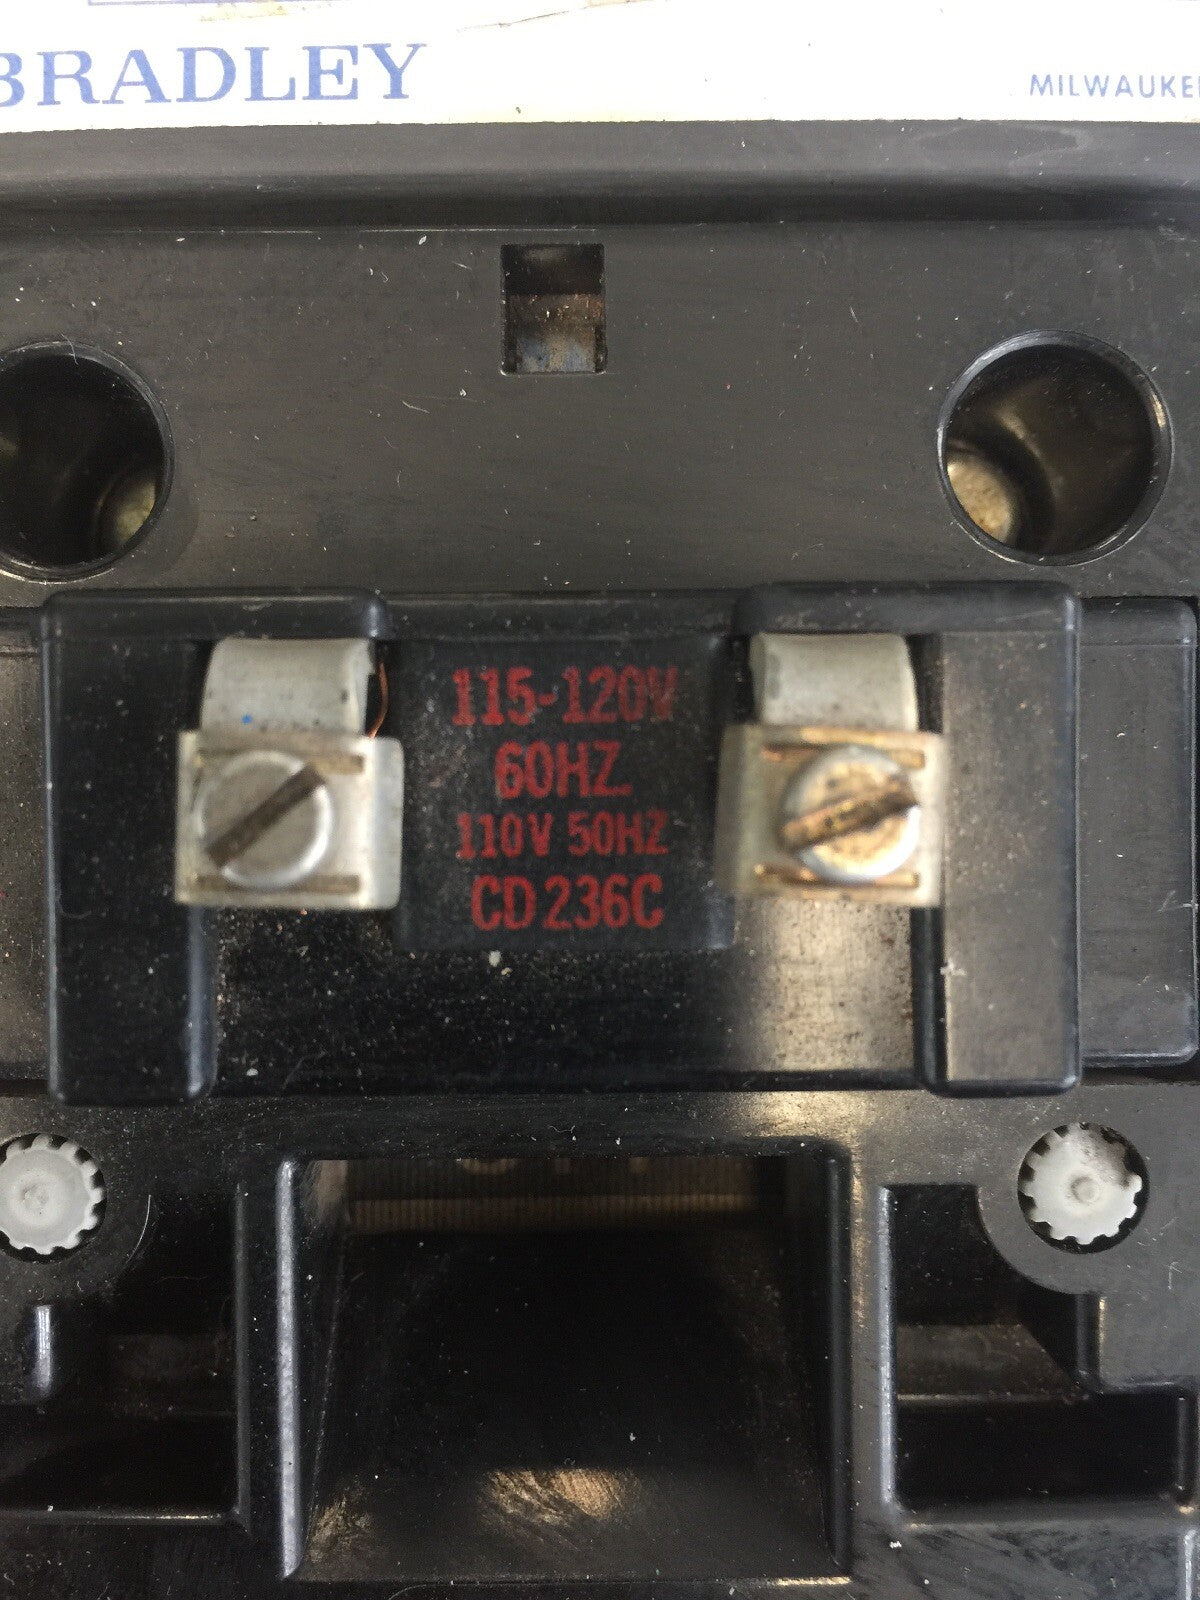 BRADLEY
MILWAUKEE
115-120V
60HZ.
110V 50HZ
CD236C